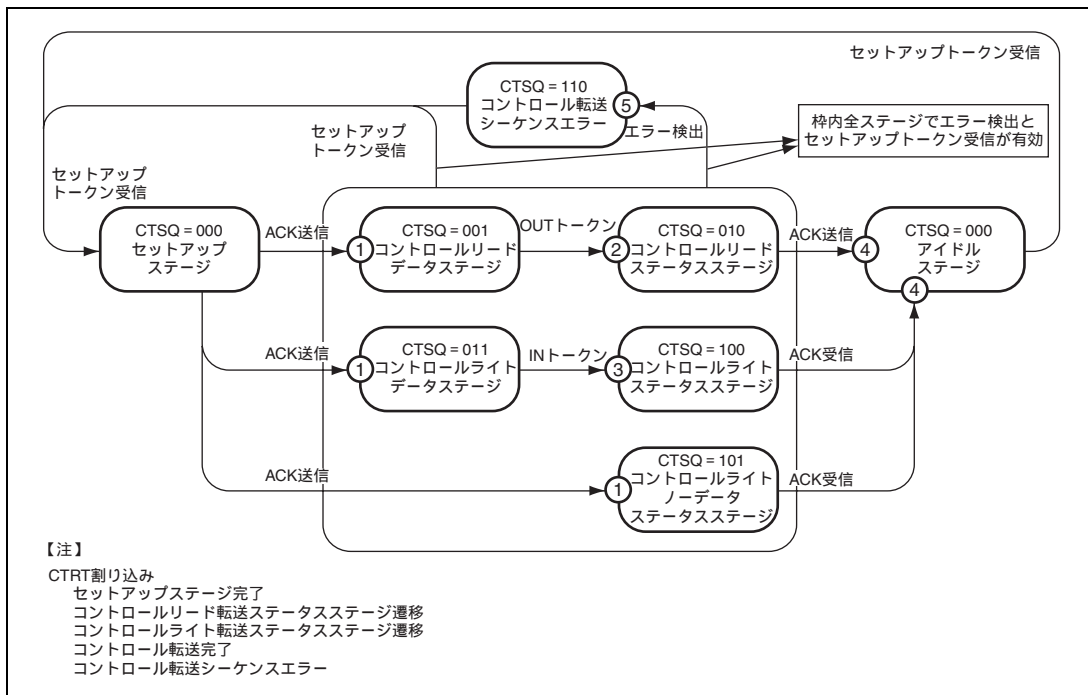 セットアップトークン受信
CTSQ = 110
コントロール転送
シーケンスエラー
5
エラー検出
セットアップ
トークン受信
枠内全ステージでエラー検出と
セットアップトークン受信が有効
セットアップ
トークン受信
CTSQ = 000
セットアップ
ステージ
ACK送信
1
CTSQ = 001
コントロールリード
データステージ
OUTトークン
2
CTSQ = 010
コントロールリード
ステータスステージ
ACK送信
4
CTSQ = 000
アイドル
ステージ
4
ACK送信
1
CTSQ = 011
コントロールライト
データステージ
INトークン
3
CTSQ = 100
コントロールライト
ステータスステージ
ACK受信
ACK送信
1
CTSQ = 101
コントロールライト
ノーデータ
ステータスステージ
ACK受信
【注】
CTRT割り込み
セットアップステージ完了
コントロールリード転送ステータスステージ遷移
コントロールライト転送ステータスステージ遷移
コントロール転送完了
コントロール転送シーケンスエラー